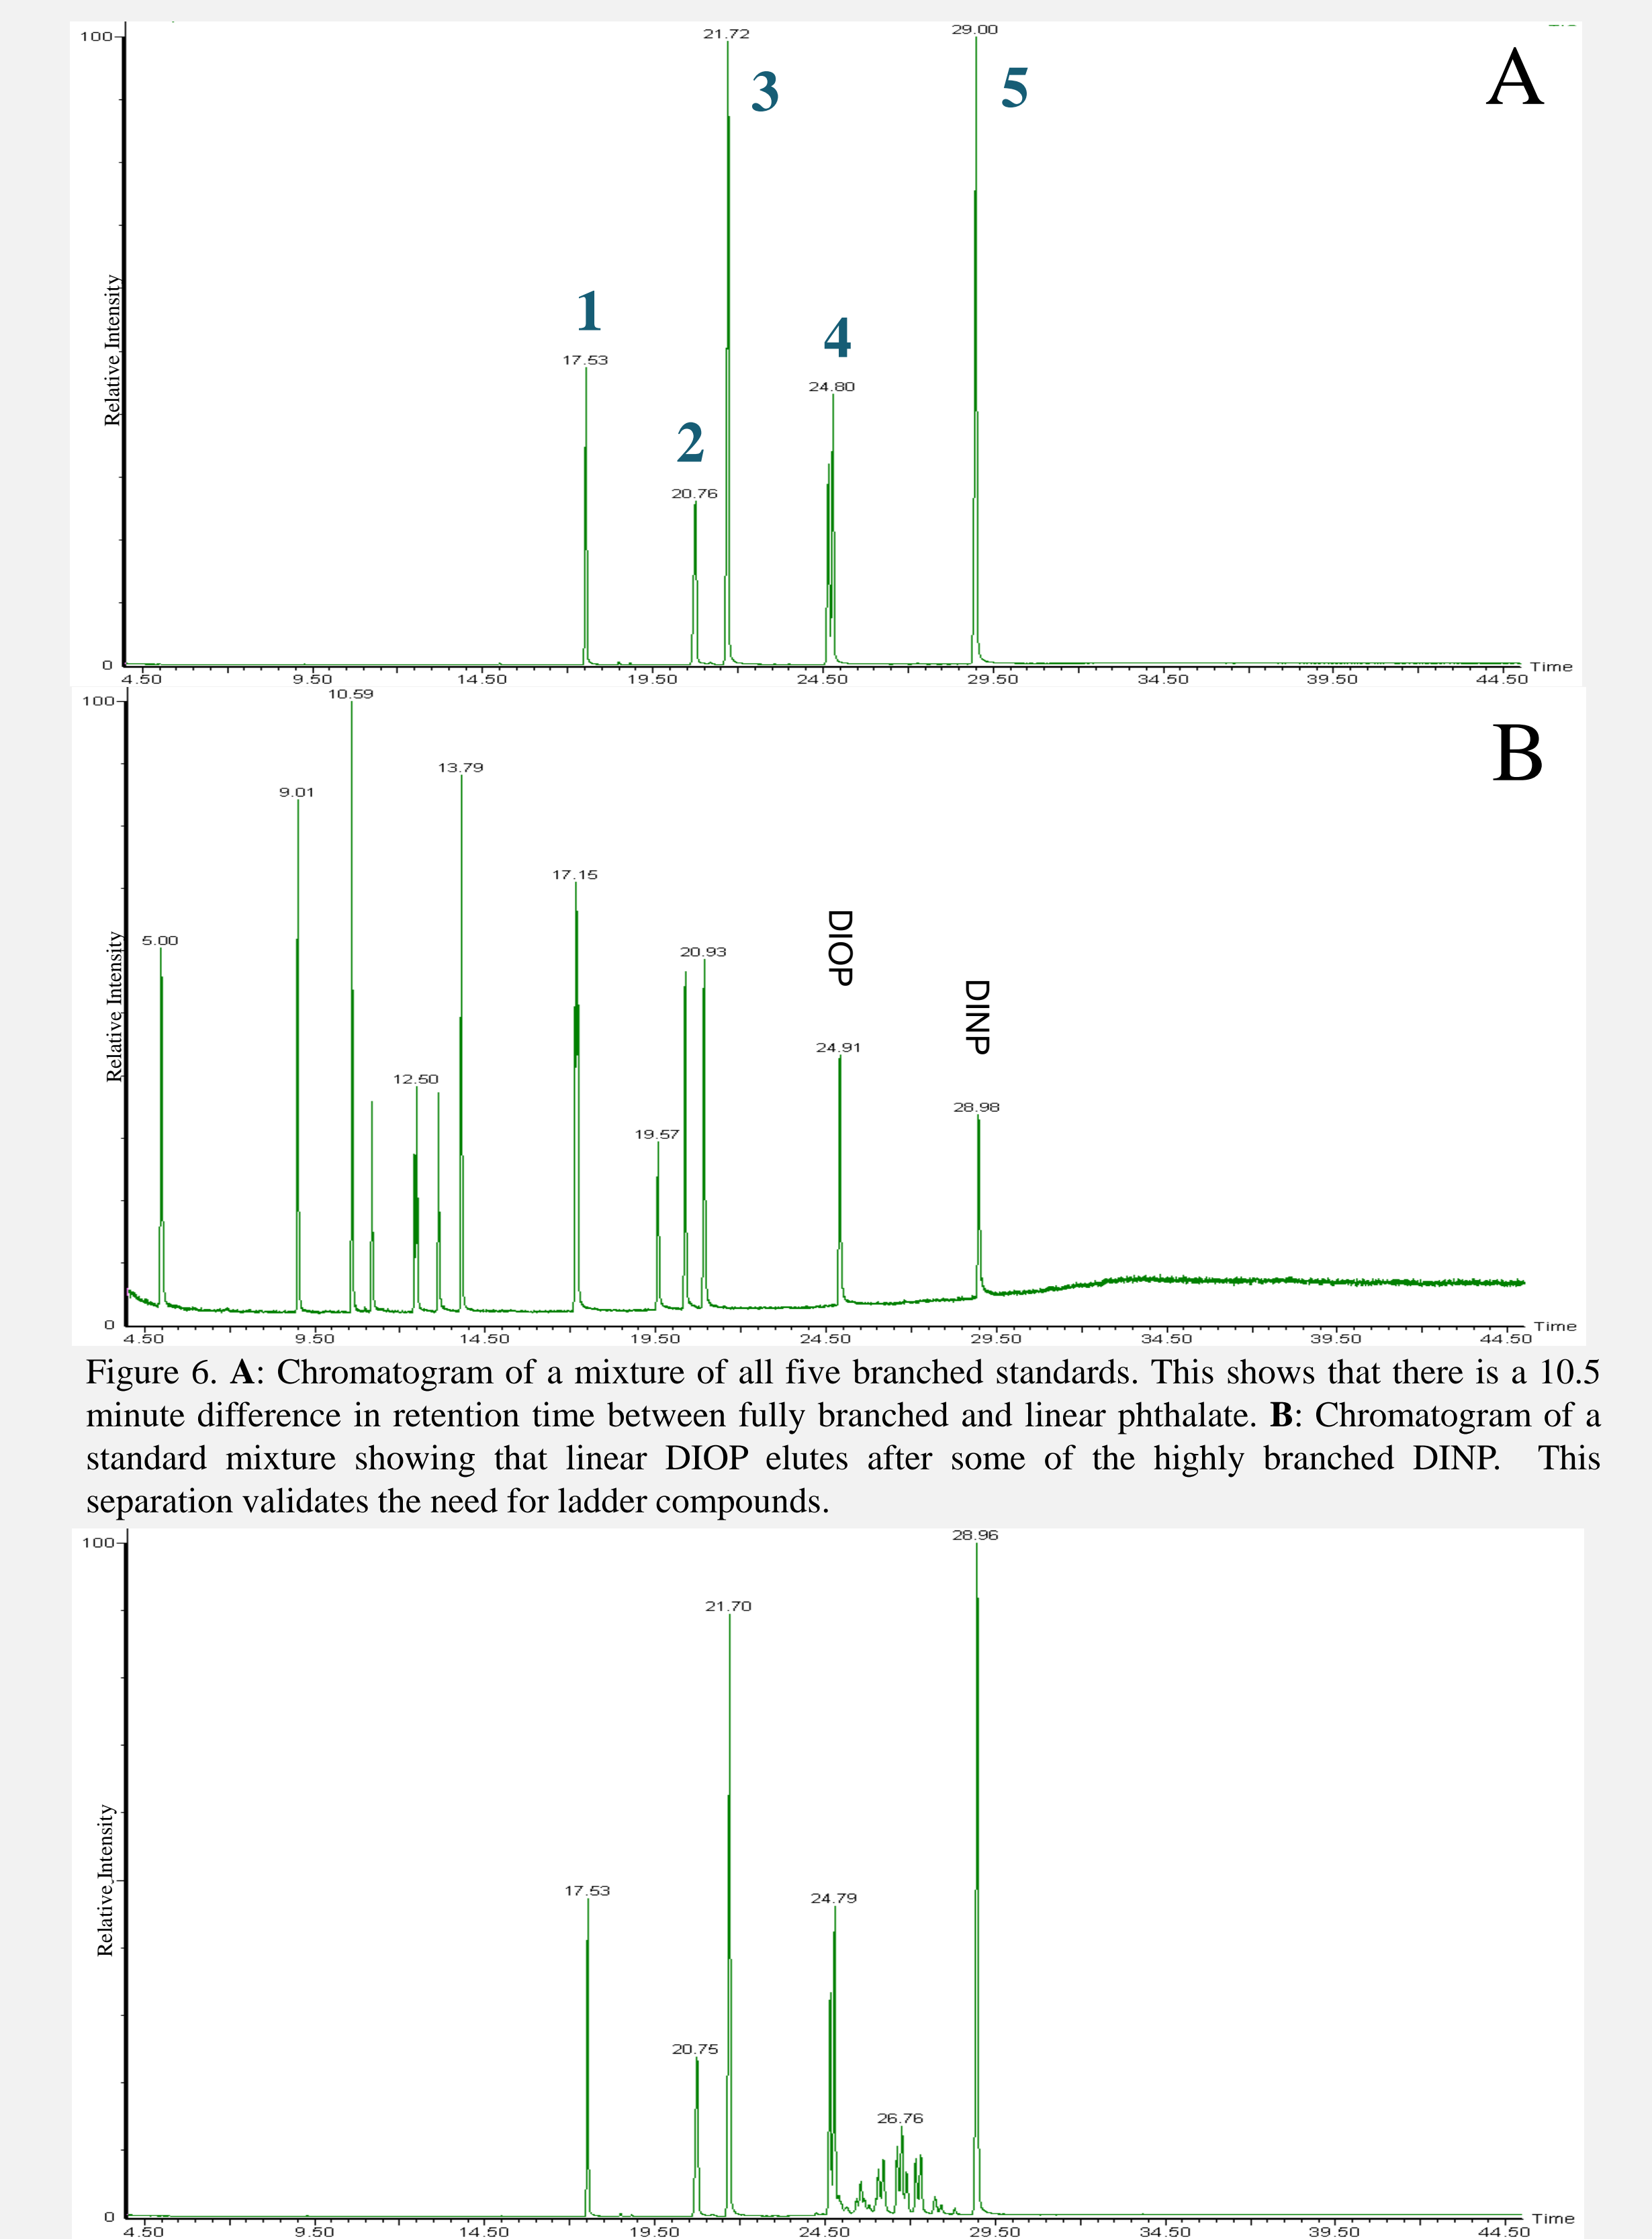 21.72
29.00
100
A
3
5
Relative Intensity
1
17.53
4
24.80
2
20.76
0
Time
4.50 9.50 14.50 19.50 24.50 29.50 34.50 39.50 44.50
10.59
100
B
13.79
9.01
17.15
Relative Intensity
5.00
20.93
DIOP
DINP
24.91
12.50
28.98
19.57
0
Time
4.50 9.50 14.50 19.50 24.50 29.50 34.50 39.50 44.50
Figure 6. A: Chromatogram of a mixture of all five branched standards. This shows that there is a 10.5
minute difference in retention time between fully branched and linear phthalate. B: Chromatogram of a
standard mixture showing that linear DIOP elutes after some of the highly branched DINP. This
separation validates the need for ladder compounds.
28.96
100
21.70
Relative Intensity
17.53
24.79
20.75
26.76
0
Time
4.50 9.50 14.50 19.50 24.50 29.50 34.50 39.50 44.50